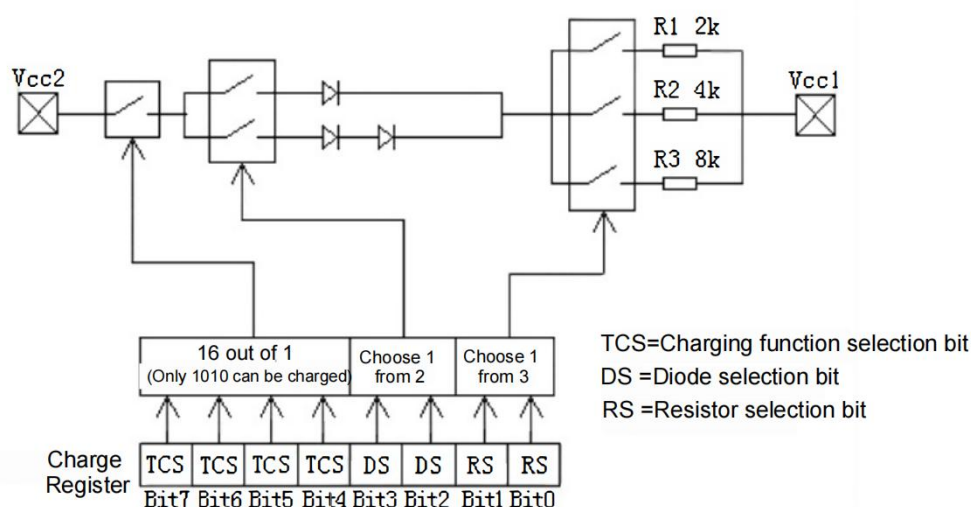 R1 2k
Vcc2
Vcc1
R2 4k
R3 8k
16 out of 1
(Only 1010 can be charged)
Choose 1
from 2
Choose 1
from 3
TCS=Charging function selection bit
DS =Diode selection bit
RS =Resistor selection bit
Charge
Register
TCS TCS TCS TCS DS DS RS RS
Bit7 Bit6 Bit5 Bit4 Bit3 Bit2 Bit1 Bit0